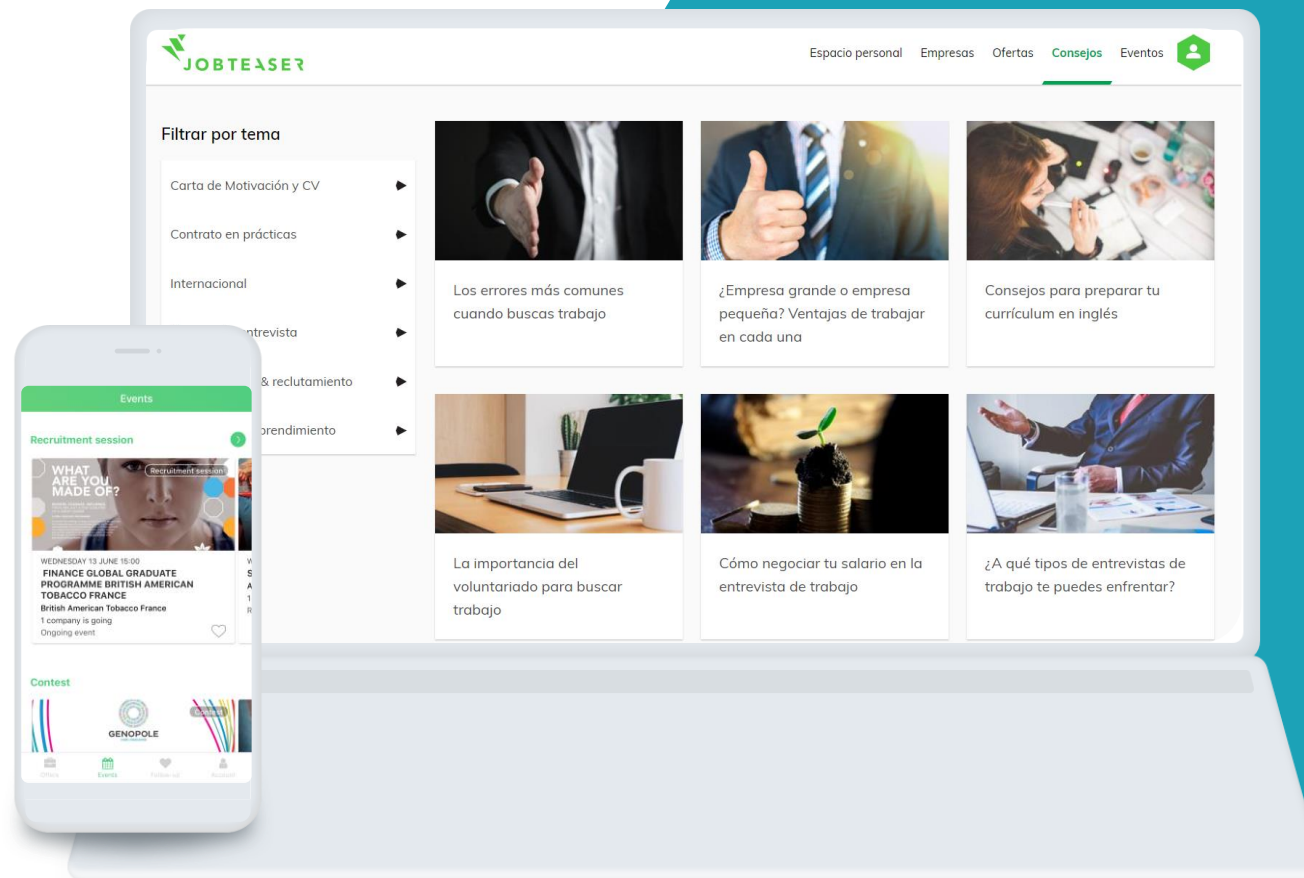 JOBTEASER
Espacio personal
Empresas
Ofertas
Consejos
Eventos
Filtrar por tema
Carta de Motivación y CV
Contrato en prácticas
Internacional
ntrevista
& reclutamiento
prendimiento
Los errores más comunes
cuando buscas trabajo
¿Empresa grande o empresa
pequeña? Ventajas de trabajar
en cada una
Consejos para preparar tu
currículum en inglés
La importancia del
voluntariado para buscar
trabajo
Cómo negociar tu salario en la
entrevista de trabajo
¿A qué tipos de entrevistas de
trabajo te puedes enfrentar?
Events
Recruitment session
WHAT
ARE YOU
MADE OF?
Recruitment session
WEDNESDAY 13 JUNE 15:00
FINANCE GLOBAL GRADUATE
PROGRAMME BRITISH AMERICAN
TOBACCO FRANCE
British American Tobacco France
1 company is going
Ongoing event
W
S
A
1
R
Contest
Contest
GENOPOLE
Offers
Events
Account